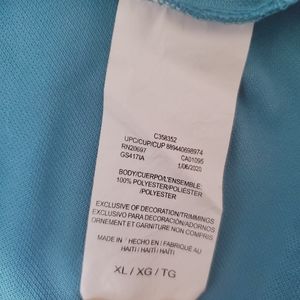 C358352
UPC/CUP/CUP 889440698974
RN20697 CA01095
GS417IA 1/06/2020
BODY/CUERPO/L'ENSEMBLE:
100% POLYESTER/POLIÉSTER
/POLYESTER
EXCLUSIVE OF DECORATION/TRIMMINGS
EXCLUSIVO PARA DECORACIÓN/ADORNOS
ORNEMENT ET GARNITURE NON COMPRIS
MADE IN / HECHO EN / FABRIQUÉ AU
HAITI / HAITÍ / HAÏTI
XL / XG / TG